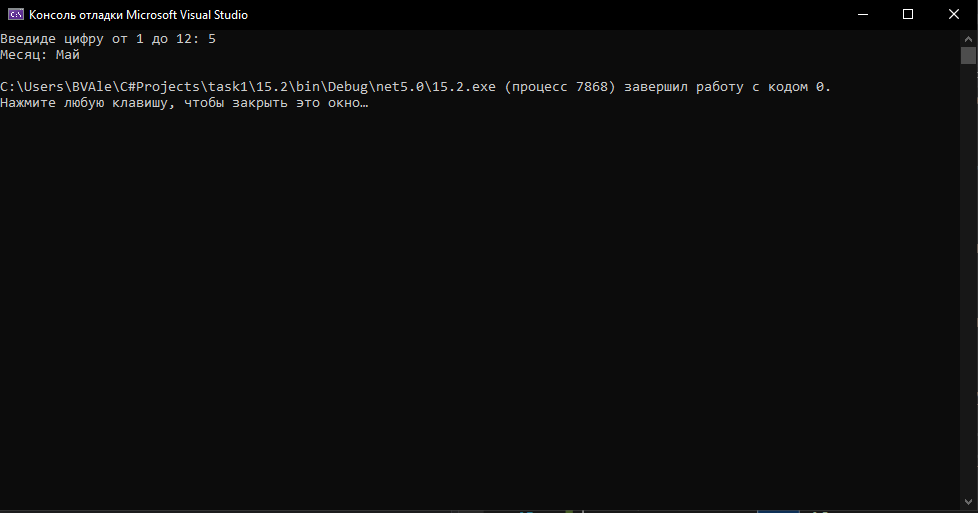 Консоль отладки Microsoft Visual Studio
Введиде цифру от 1 до 12: 5
Месяц: Май
C:\Users\BVAle\C#Projects\task1\15.2\bin\Debug\net5.0\15.2.exe (процесс 7868) завершил работу с кодом 0.
Нажмите любую клавишу, чтобы закрыть это окно…